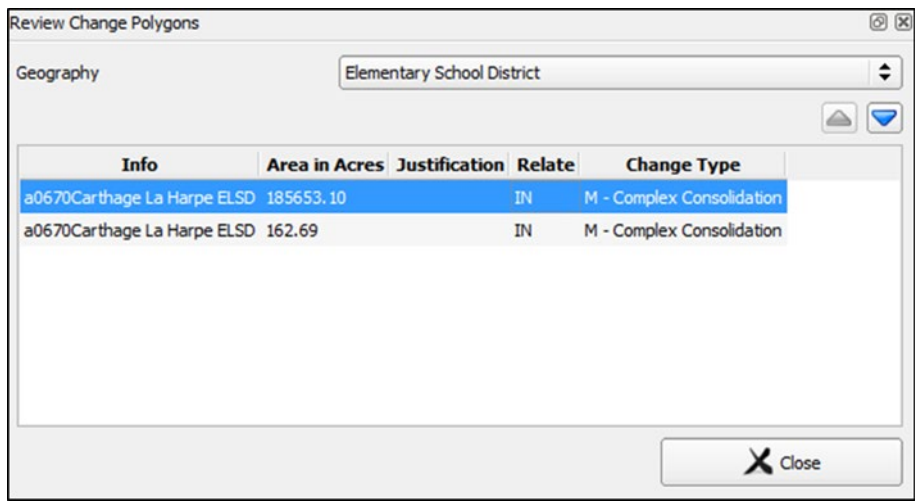 Review Change Polygons
Geography Elementary School District
Info Area in Acres Justification Relate Change Type
a0670Carthage La Harpe ELSD 185653.10 IN M - Complex Consolidation
a0670Carthage La Harpe ELSD 162.69 IN M - Complex Consolidation
Close